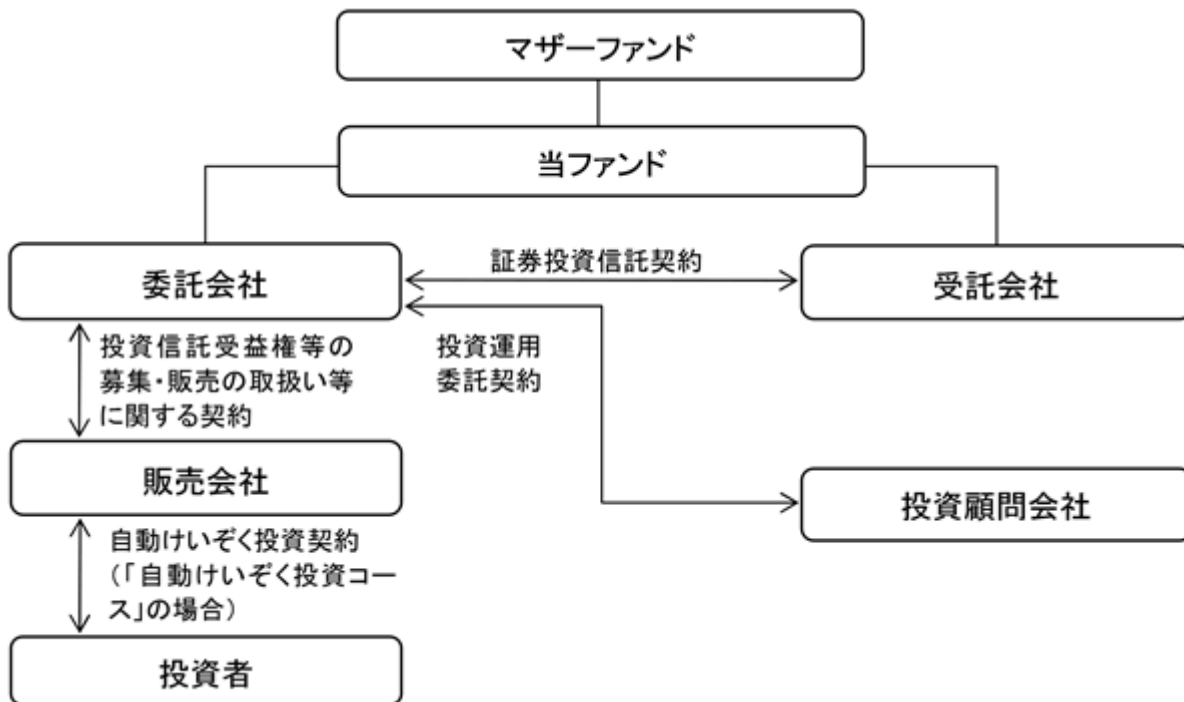 マザーファンド
当ファンド
委託会社
証券投資信託契約
受託会社
投資信託受益権等の
募集・販売の取扱い等
に関する契約
投資運用
委託契約
販売会社
投資顧問会社
自動けいぞく投資契約
(「自動けいぞく投資コー
ス」の場合)
投資者